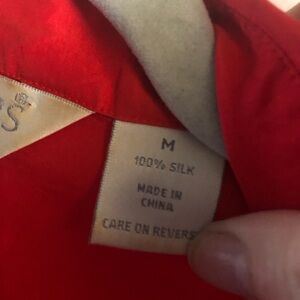 M
100% SILK
MADE IN
CHINA
CARE ON REVERS